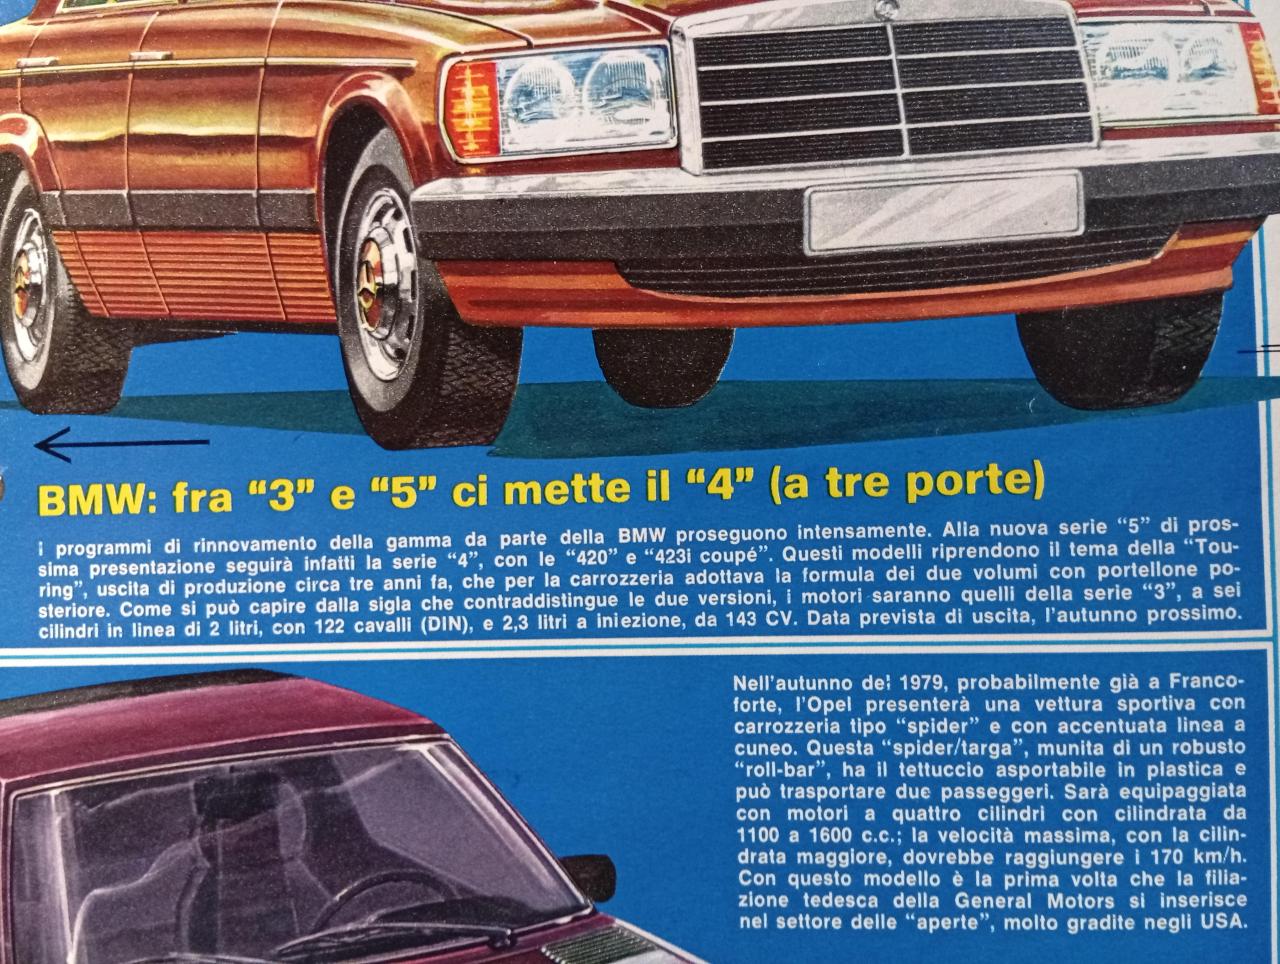 BMW: fra “3” e “5” ci mette il “4” (a tre porte)
i programmi di rinnovamento della gamma da parte della BMW proseguono intensamente. Alla nuova serie “5” di pros-
sima presentazione seguirà infatti la serie “4”, con le “420” e “423i coupé”. Questi modelli riprendono il tema della “Tou-
ring”, uscita di produzione circa tre anni fa, che per la carrozzeria adottava la formula dei due volumi con portellone po-
steriore. Come si può capire dalla sigla che contraddistingue le due versioni, i motori saranno quelli della serie “3”, a sei
cilindri in linea di 2 litri, con 122 cavalli (DIN), e 2,3 litri a iniezione, da 143 CV. Data prevista di uscita, l'autunno prossimo.
Nell'autunno del 1979, probabilmente già a Franco-
forte, l'Opel presenterà una vettura sportiva con
carrozzeria tipo “spider” e con accentuata linea a
cuneo. Questa “spider/targa”, munita di un robusto
“roll-bar”, ha il tettuccio asportabile in plastica e
può trasportare due passeggeri. Sarà equipaggiata
con motori a quattro cilindri con cilindrata da
1100 a 1600 c.c.; la velocità massima, con la cilin-
drata maggiore, dovrebbe raggiungere i 170 km/h.
Con questo modello è la prima volta che la filia-
zione tedesca della General Motors si inserisce
nel settore delle “aperte”, molto gradite negli USA.